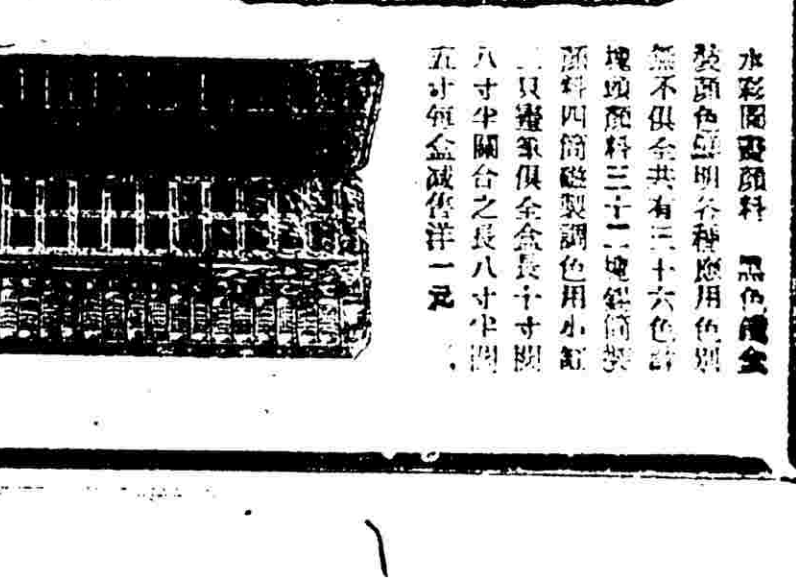 水彩圖畫顏料 黑色鐵盒
裝顏色鮮明各種應用色別
無不俱全共有三十六色計
塊頭顏料三十二塊錫筒裝
顏料四筒磁製調色用小缸
二只畫筆俱全盒長十寸闊
八寸半關合之長八寸半闊
五寸每盒減售洋一元